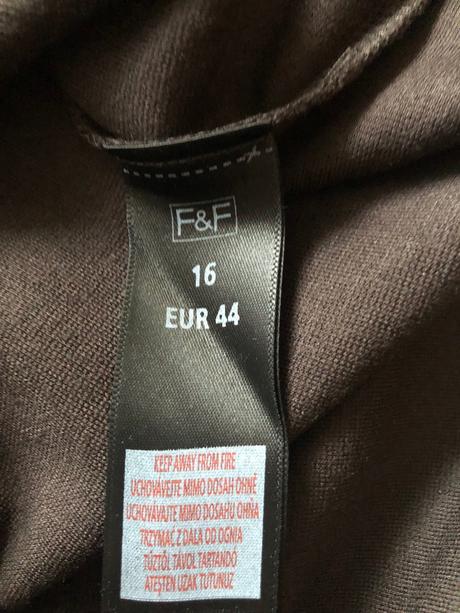 F&F
16
EUR 44
KEEP AWAY FROM FIRE
UCHOVÁVEJTE MIMO DOSAH OHNĚ
UCHOVÁVAJTE MIMO DOSAHU OHŇA
TRZYMAĆ Z DALA OD OGNIA
TŰZTŐL TÁVOL TARTANDÓ
ATEŞTEN UZAK TUTUNUZ